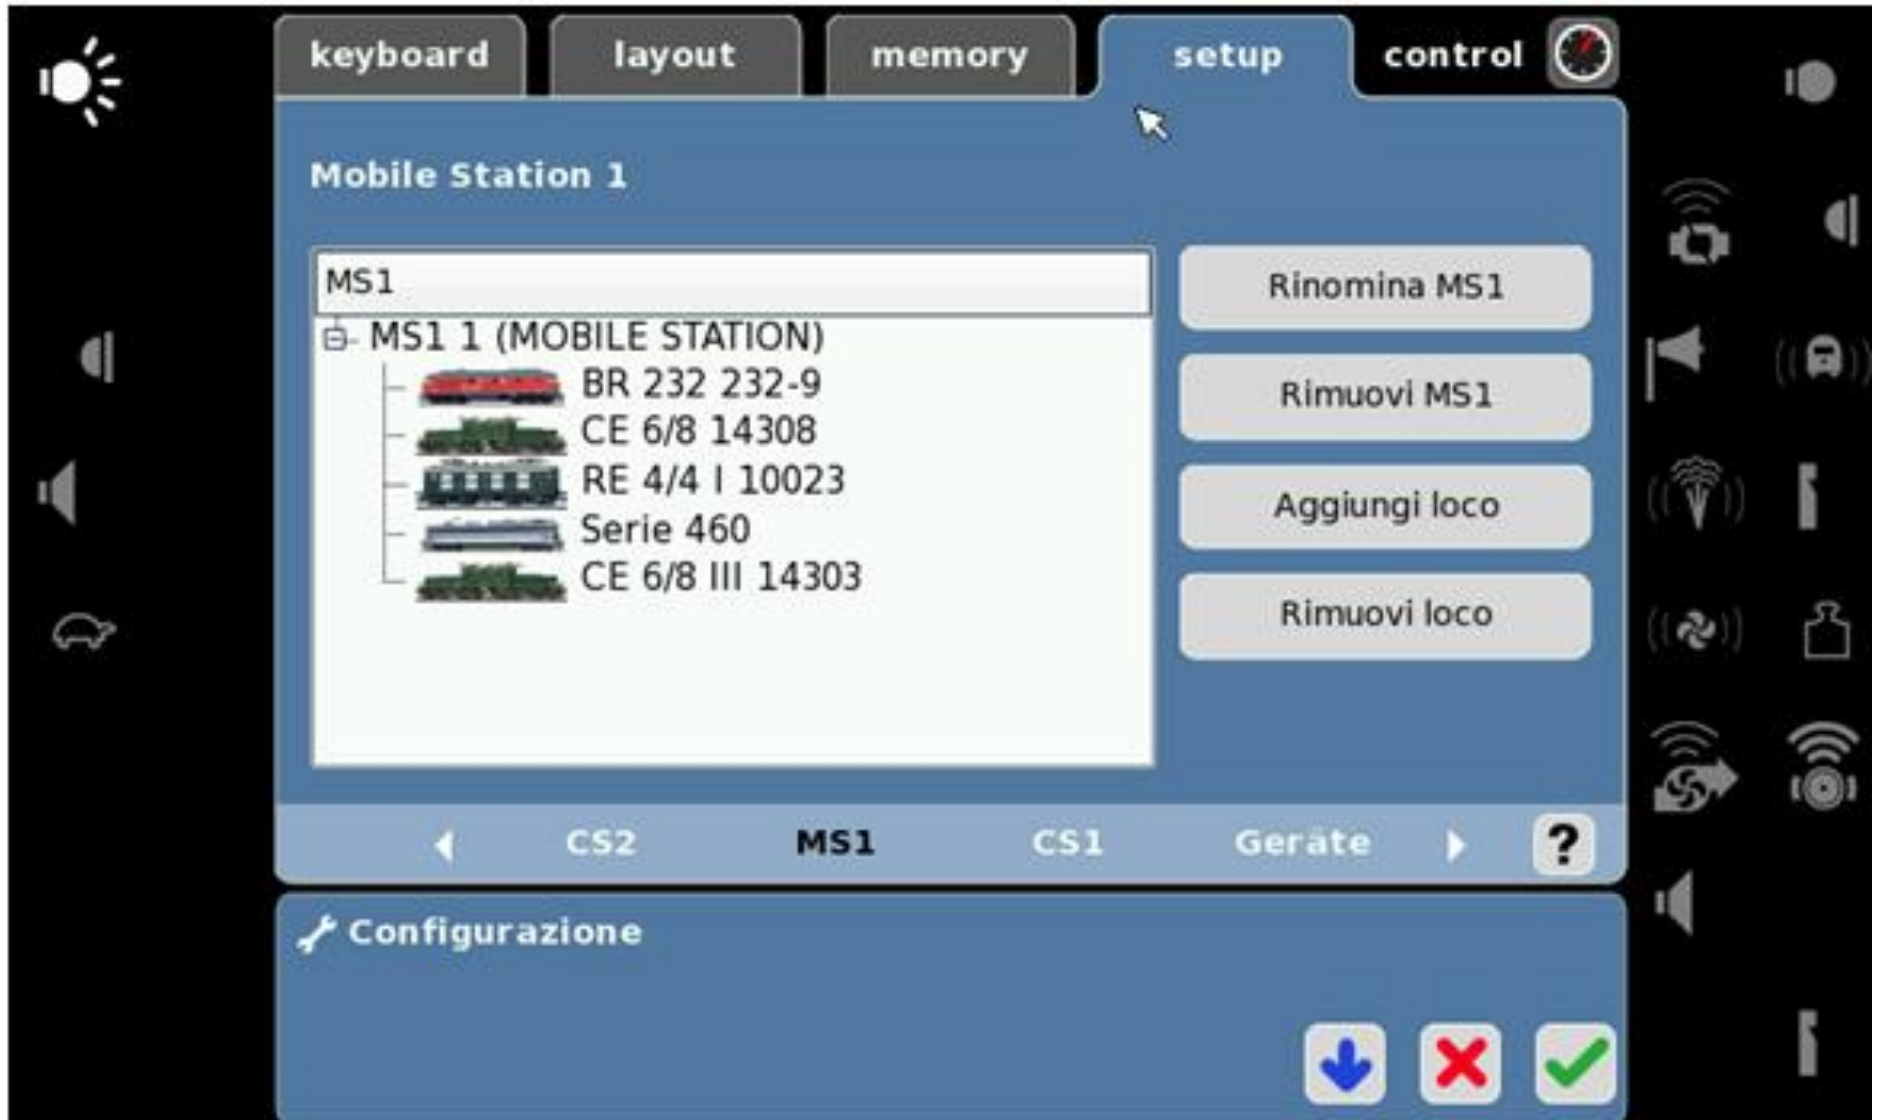 keyboard layout memory setup control
Mobile Station 1
MS1
MS1 1 (MOBILE STATION)
BR 232 232-9
CE 6/8 14308
RE 4/4 I 10023
Serie 460
CE 6/8 III 14303
Rinomina MS1
Rimuovi MS1
Aggiungi loco
Rimuovi loco
CS2 MS1 CS1 Geräte ?
Configurazione